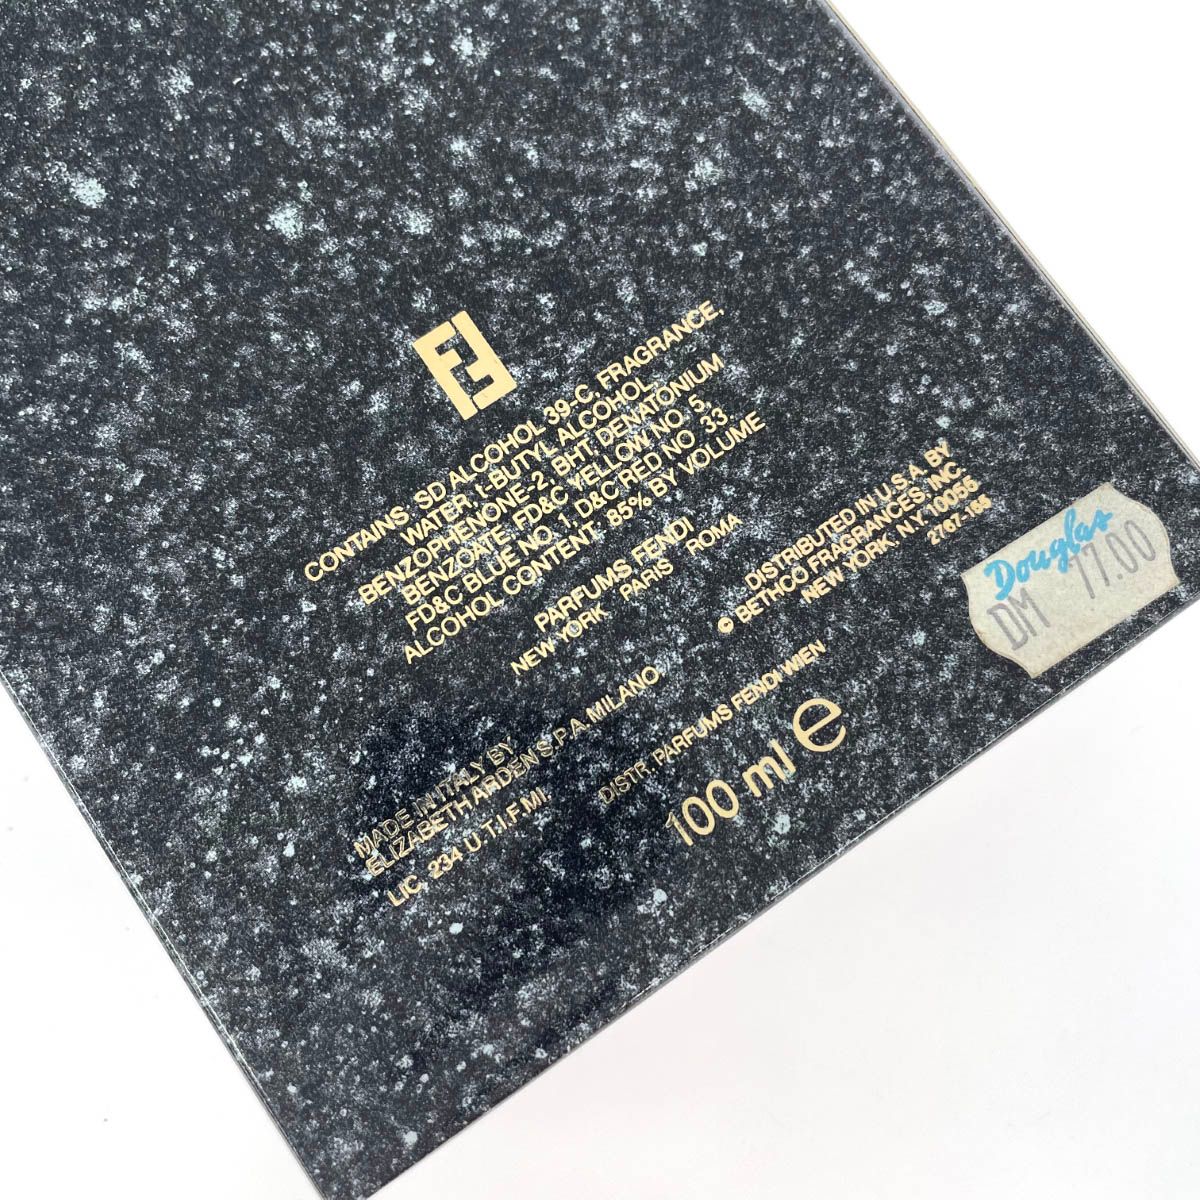 CONTAINS SD ALCOHOL 39-C, FRAGRANCE,
WATER, t-BUTYL ALCOHOL
BENZOPHENONE-2, BHT, DENATONIUM
BENZOATE, FD&C YELLOW NO. 5,
FD&C BLUE NO. 1, D&C RED NO. 33.
ALCOHOL CONTENT 85% BY VOLUME
PARFUMS FENDI
NEW YORK PARIS ROMA
DISTRIBUTED IN U.S.A. BY
© BETHCO FRAGRANCES, INC.
NEW YORK, N.Y. 10055
2767-165
Douglas
DM 77.00
MADE IN ITALY BY
ELIZABETH ARDEN S.P.A. MILANO
LIC. 234 U.T.I.F.MI.
DISTR. PARFUMS FENDI WIEN
100 ml e